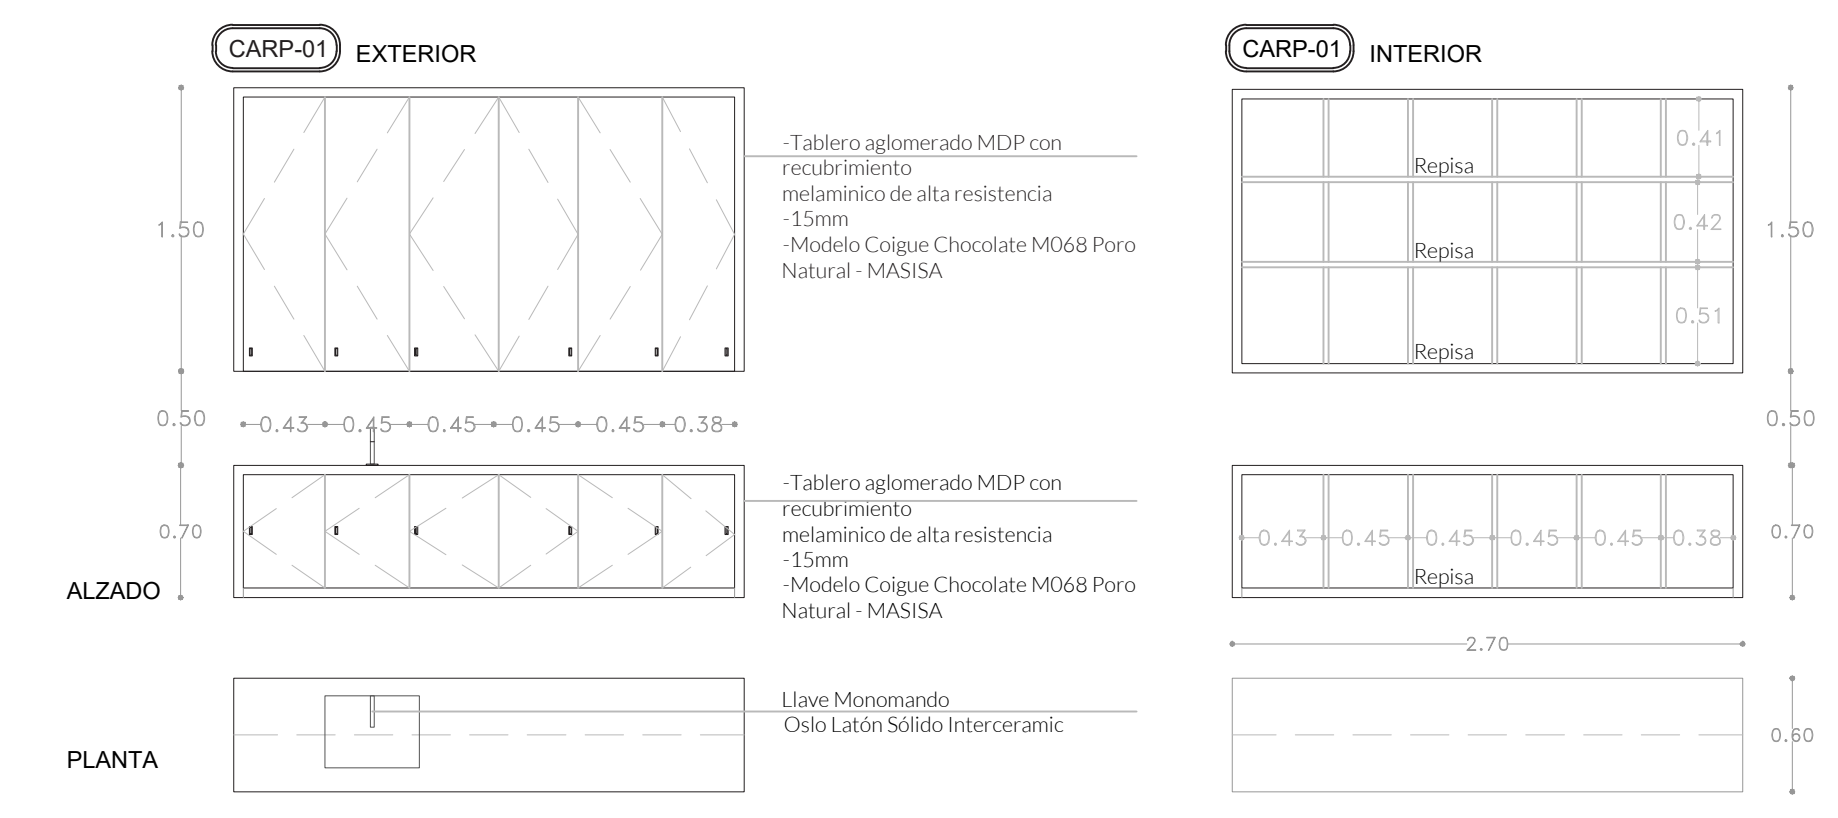 CARP-01 EXTERIOR
1.50
0.50
0.70
-Tablero aglomerado MDP con
recubrimiento
melaminico de alta resistencia
-15mm
-Modelo Coigue Chocolate M068 Poro
Natural - MASISA
0.43 0.45 0.45 0.45 0.45 0.38
-Tablero aglomerado MDP con
recubrimiento
melaminico de alta resistencia
-15mm
-Modelo Coigue Chocolate M068 Poro
Natural - MASISA
ALZADO
Llave Monomando
Oslo Latón Sólido Interceramic
PLANTA
CARP-01 INTERIOR
0.41
Repisa
0.42
Repisa
0.51
Repisa
1.50
0.50
0.70
0.43 0.45 0.45 0.45 0.45 0.38
Repisa
2.70
0.60